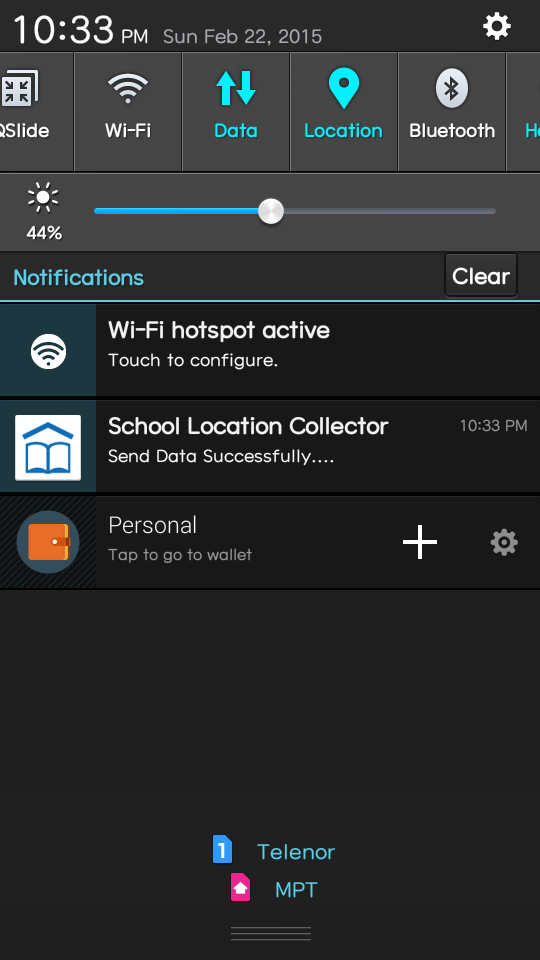 10:33 PM Sun Feb 22, 2015
QSlide Wi-Fi Data Location Bluetooth
44%
Notifications Clear
Wi-Fi hotspot active
Touch to configure.
School Location Collector 10:33 PM
Send Data Successfully....
Personal
Tap to go to wallet
1 Telenor
MPT